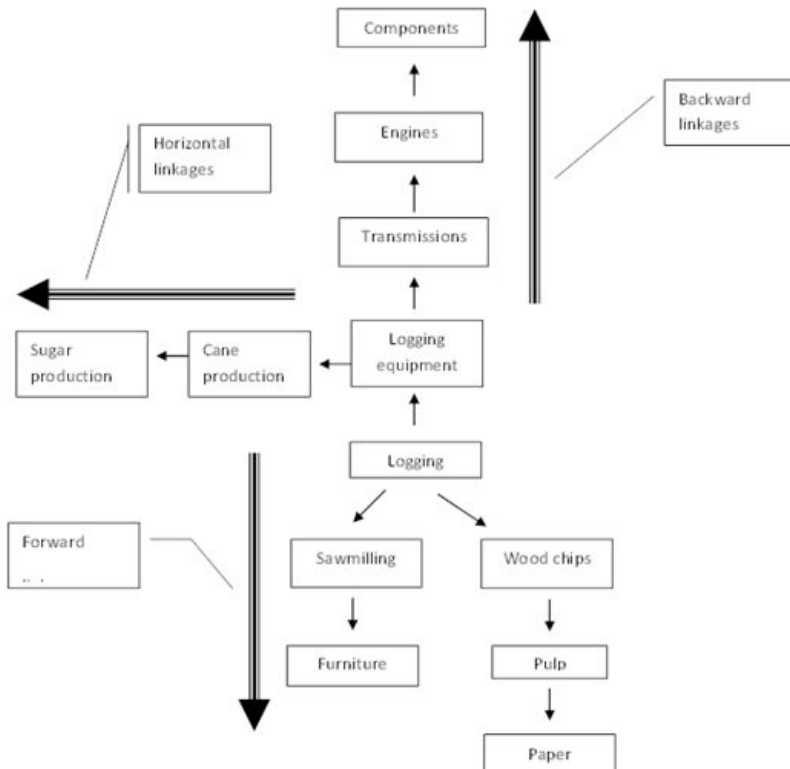 Components
Backward
linkages
Engines
Horizontal
linkages
Transmissions
Logging
equipment
Sugar
production
Cane
production
Logging
Forward
Sawmilling
Wood chips
Furniture
Pulp
Paper